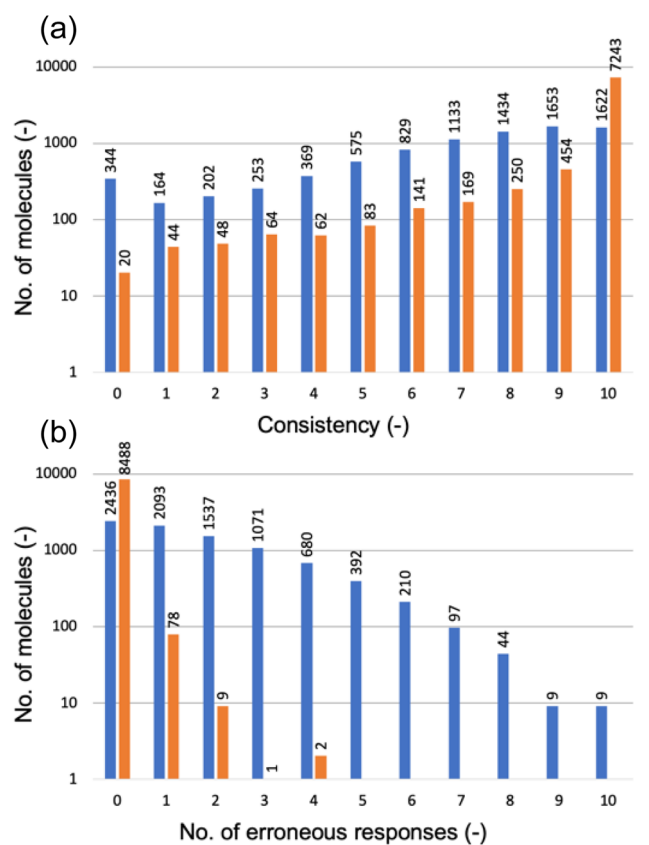 (a)
No. of molecules (-)
10000
1000
100
10
1
344 164 202 253 369 575 829 1133 1434 1653 1622
20 44 48 64 62 83 141 169 250 454 7243
0 1 2 3 4 5 6 7 8 9 10
Consistency (-)
(b)
No. of molecules (-)
10000
1000
100
10
1
2436 2093 1537 1071 680 392 210 97 44 9 9
8488 78 9 1 2
0 1 2 3 4 5 6 7 8 9 10
No. of erroneous responses (-)